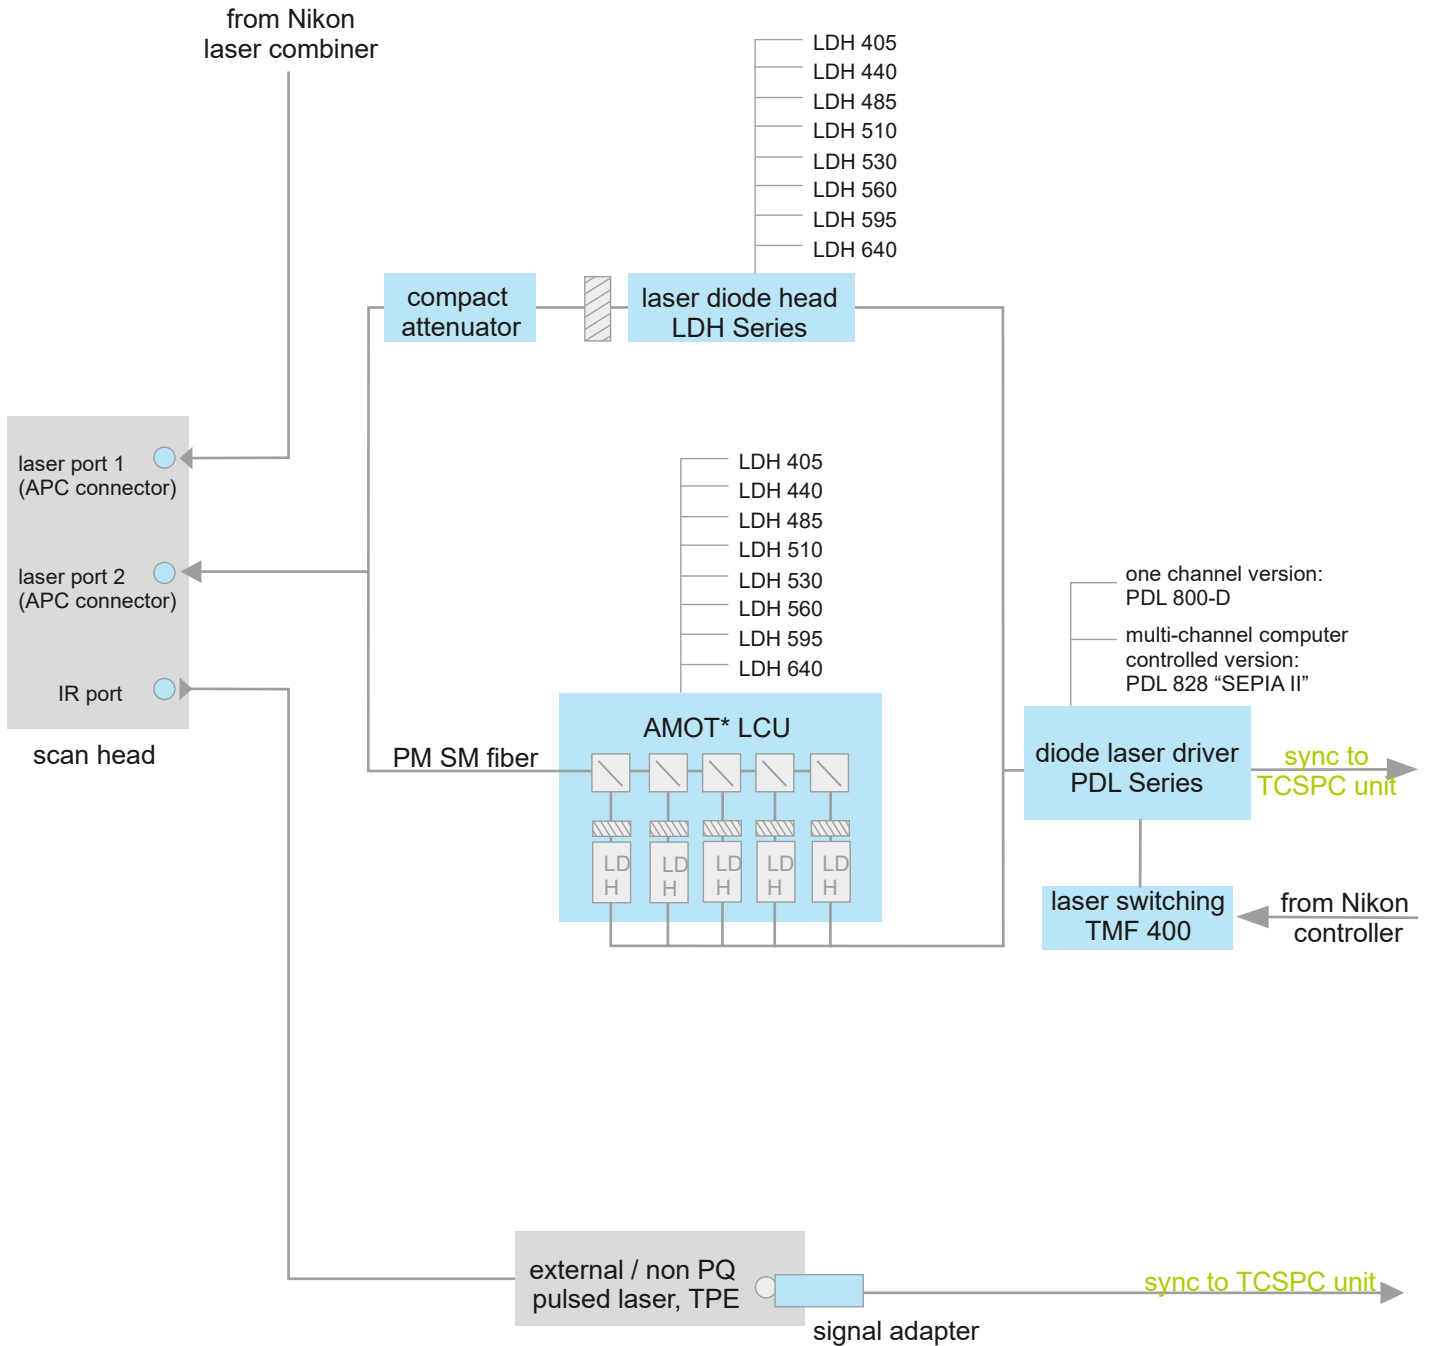 from Nikon
laser combiner
LDH 405
LDH 440
LDH 485
LDH 510
LDH 530
LDH 560
LDH 595
LDH 640
compact
attenuator
laser diode head
LDH Series
laser port 1
(APC connector)
laser port 2
(APC connector)
IR port
scan head
LDH 405
LDH 440
LDH 485
LDH 510
LDH 530
LDH 560
LDH 595
LDH 640
PM SM fiber
AMOT* LCU
LD
H
LD
H
LD
H
LD
H
LD
H
one channel version:
PDL 800-D
multi-channel computer
controlled version:
PDL 828 “SEPIA II”
diode laser driver
PDL Series
sync to
TCSPC unit
laser switching
TMF 400
from Nikon
controller
external / non PQ
pulsed laser, TPE
signal adapter
sync to TCSPC unit